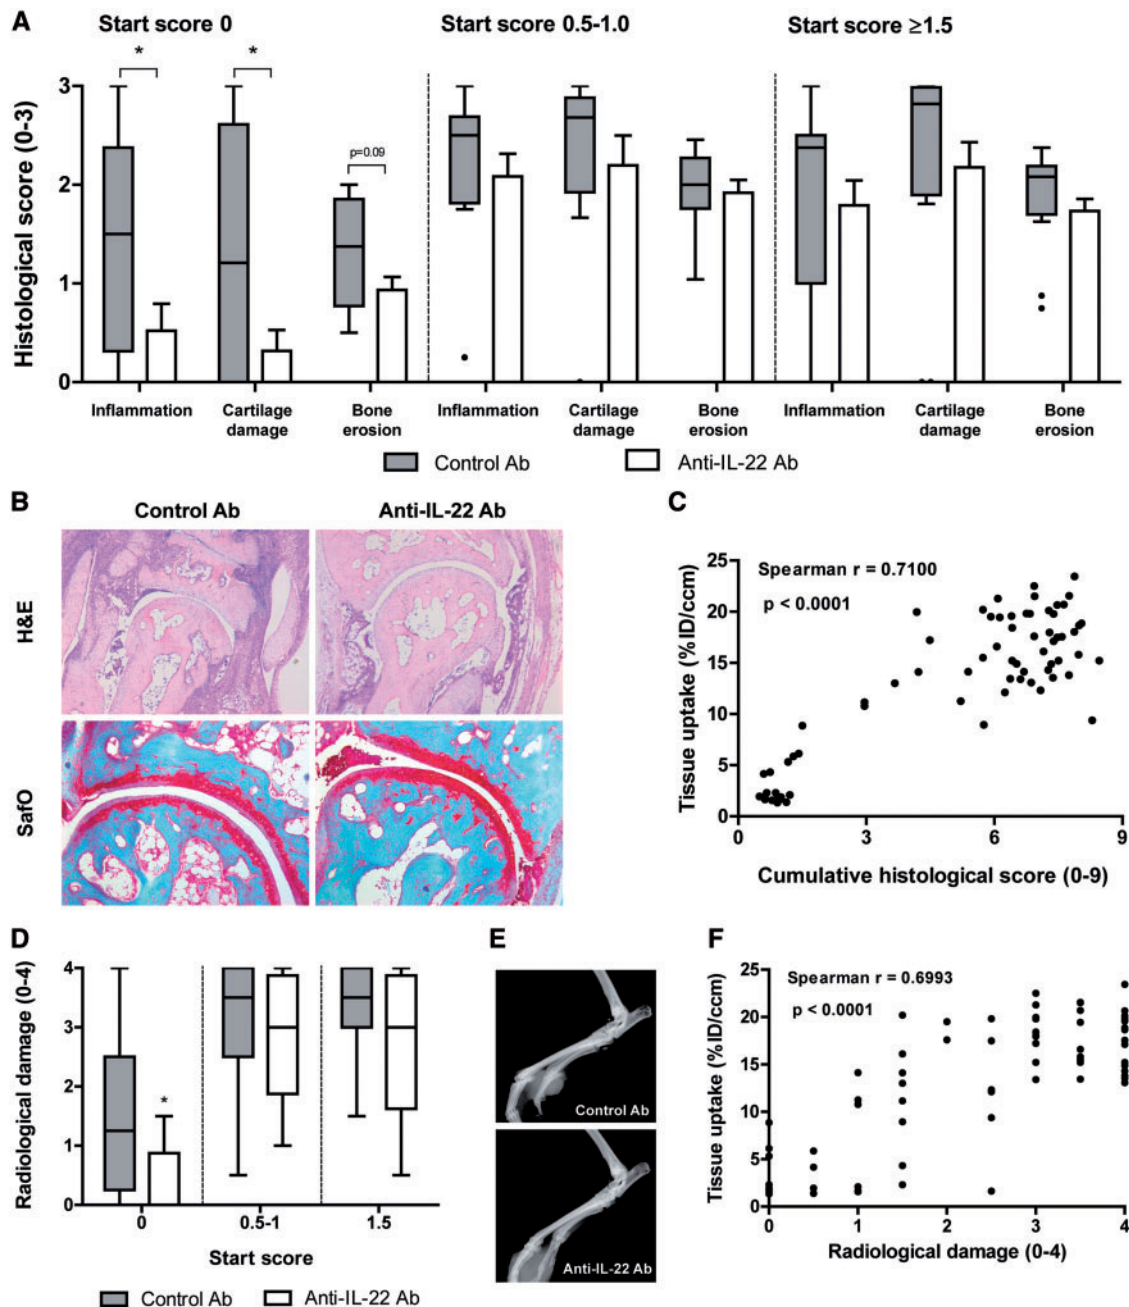 A
Start score 0
Start score 0.5-1.0
Start score ≥1.5
Histological score (0-3)
3
2
1
0
*
*
p=0.09
Inflammation
Cartilage damage
Bone erosion
Inflammation
Cartilage damage
Bone erosion
Inflammation
Cartilage damage
Bone erosion
Control Ab
Anti-IL-22 Ab
B
Control Ab
Anti-IL-22 Ab
H&E
SafO
C
Spearman r = 0.7100
p < 0.0001
Tissue uptake (%ID/ccm)
25
20
15
10
5
0
0
3
6
9
Cumulative histological score (0-9)
D
Radiological damage (0-4)
4
3
2
1
0
*
0
0.5-1
1.5
Start score
Control Ab
Anti-IL-22 Ab
E
Control Ab
Anti-IL-22 Ab
F
Spearman r = 0.6993
p < 0.0001
Tissue uptake (%ID/ccm)
25
20
15
10
5
0
0
1
2
3
4
Radiological damage (0-4)